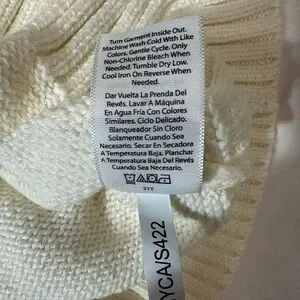 Turn Garment Inside Out.
Machine Wash Cold With Like
Colors, Gentle Cycle. Only
Non-Chlorine Bleach When
Needed. Tumble Dry Low.
Cool Iron On Reverse When
Needed.
Dar Vuelta La Prenda Del
Revés. Lavar A Máquina
En Agua Fría Con Colores
Similares. Ciclo Delicado.
Blanqueador Sin Cloro
Solamente Cuando Sea
Necesario. Secar En Secadora
A Temperatura Baja. Planchar
A Temperatura Baja, Del Revés,
Cuando Sea Necesario.
21T
YCA/S422